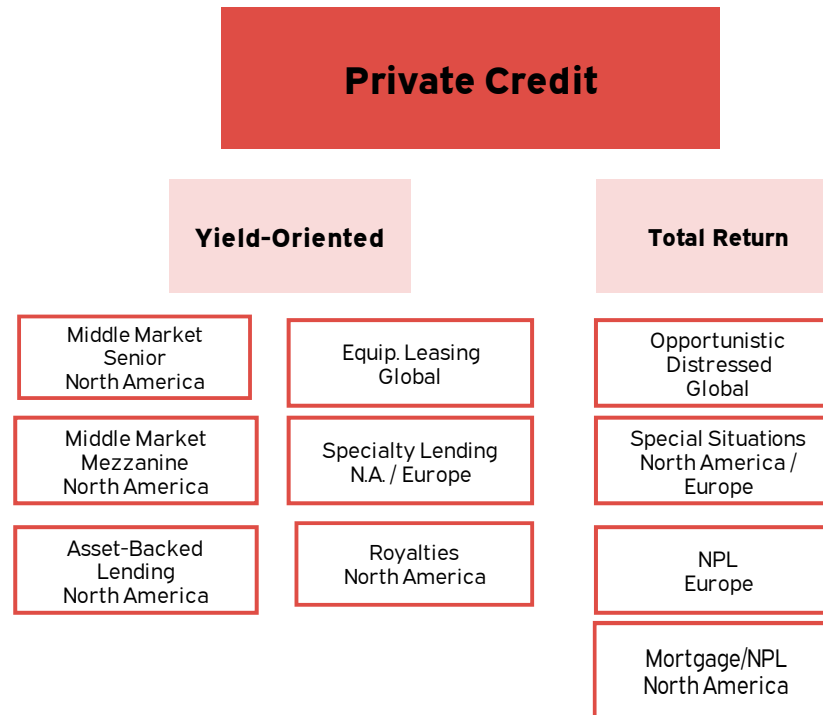 Private Credit
Yield-Oriented
Total Return
Middle Market
Senior
North America
Equip. Leasing
Global
Opportunistic
Distressed
Global
Middle Market
Mezzanine
North America
Specialty Lending
N.A. / Europe
Special Situations
North America /
Europe
Asset-Backed
Lending
North America
Royalties
North America
NPL
Europe
Mortgage/NPL
North America